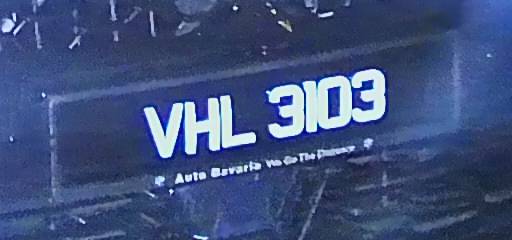 VHL 3103
Auto Bavaria We Go The Distance